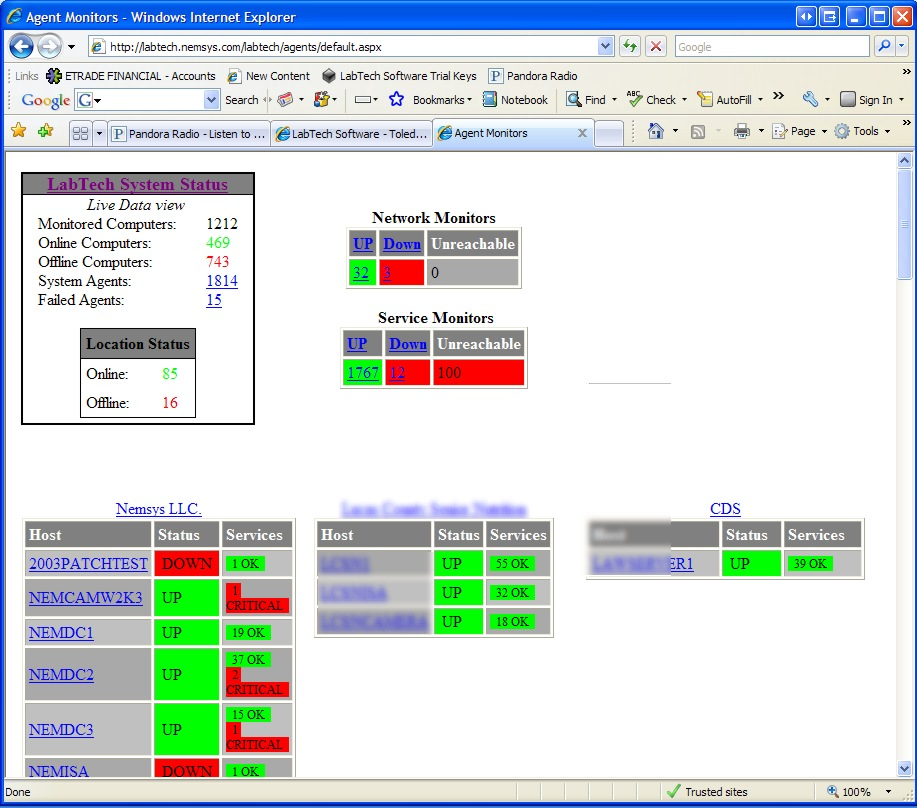 Agent Monitors - Windows Internet Explorer
http://labtech.nemsys.com/labtech/agents/default.aspx
Google
Links ETRADE FINANCIAL - Accounts New Content LabTech Software Trial Keys Pandora Radio »
Google G Search Bookmarks Notebook Find Check AutoFill » Sign In
Pandora Radio - Listen to ... LabTech Software - Toled... Agent Monitors Page Tools »
LabTech System Status
Live Data view
Monitored Computers: 1212
Online Computers: 469
Offline Computers: 743
System Agents: 1814
Failed Agents: 15
Location Status
Online: 85
Offline: 16
Network Monitors
UP Down Unreachable
32 3 0
Service Monitors
UP Down Unreachable
1767 12 100
Nemsys LLC.
Host Status Services
2003PATCHTEST DOWN 1 OK
NEMCAMW2K3 UP 1
CRITICAL
NEMDC1 UP 19 OK
NEMDC2 UP 37 OK
2
CRITICAL
NEMDC3 UP 15 OK
1
CRITICAL
NEMISA DOWN 1 OK
Host Status Services
UP 55 OK
UP 32 OK
UP 18 OK
CDS
Status Services
ER1 UP 39 OK
Done Trusted sites 100%